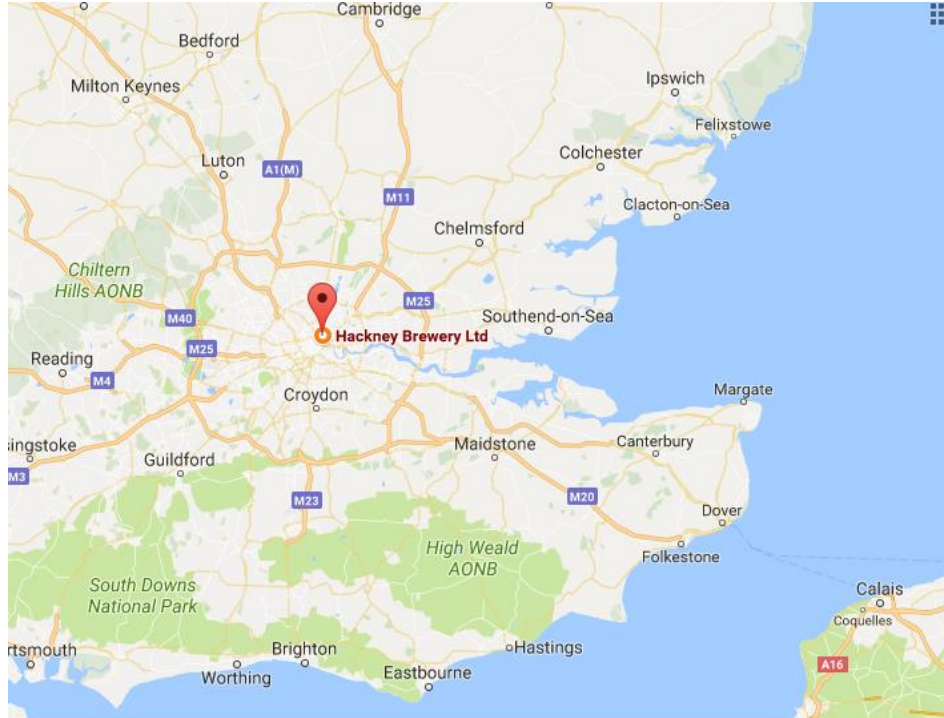 Cambridge
Bedford
Milton Keynes
Ipswich
Felixstowe
Colchester
Luton
A1(M)
M11
Clacton-on-Sea
Chelmsford
Chiltern
Hills AONB
M25
M40
Southend-on-Sea
Hackney Brewery Ltd
M25
Reading
M4
Croydon
Margate
singstoke
Maidstone
Canterbury
Guildford
M3
M23
M20
Dover
High Weald
AONB
Folkestone
South Downs
National Park
Calais
Coquelles
rtsmouth
Brighton
Hastings
Worthing
Eastbourne
A16